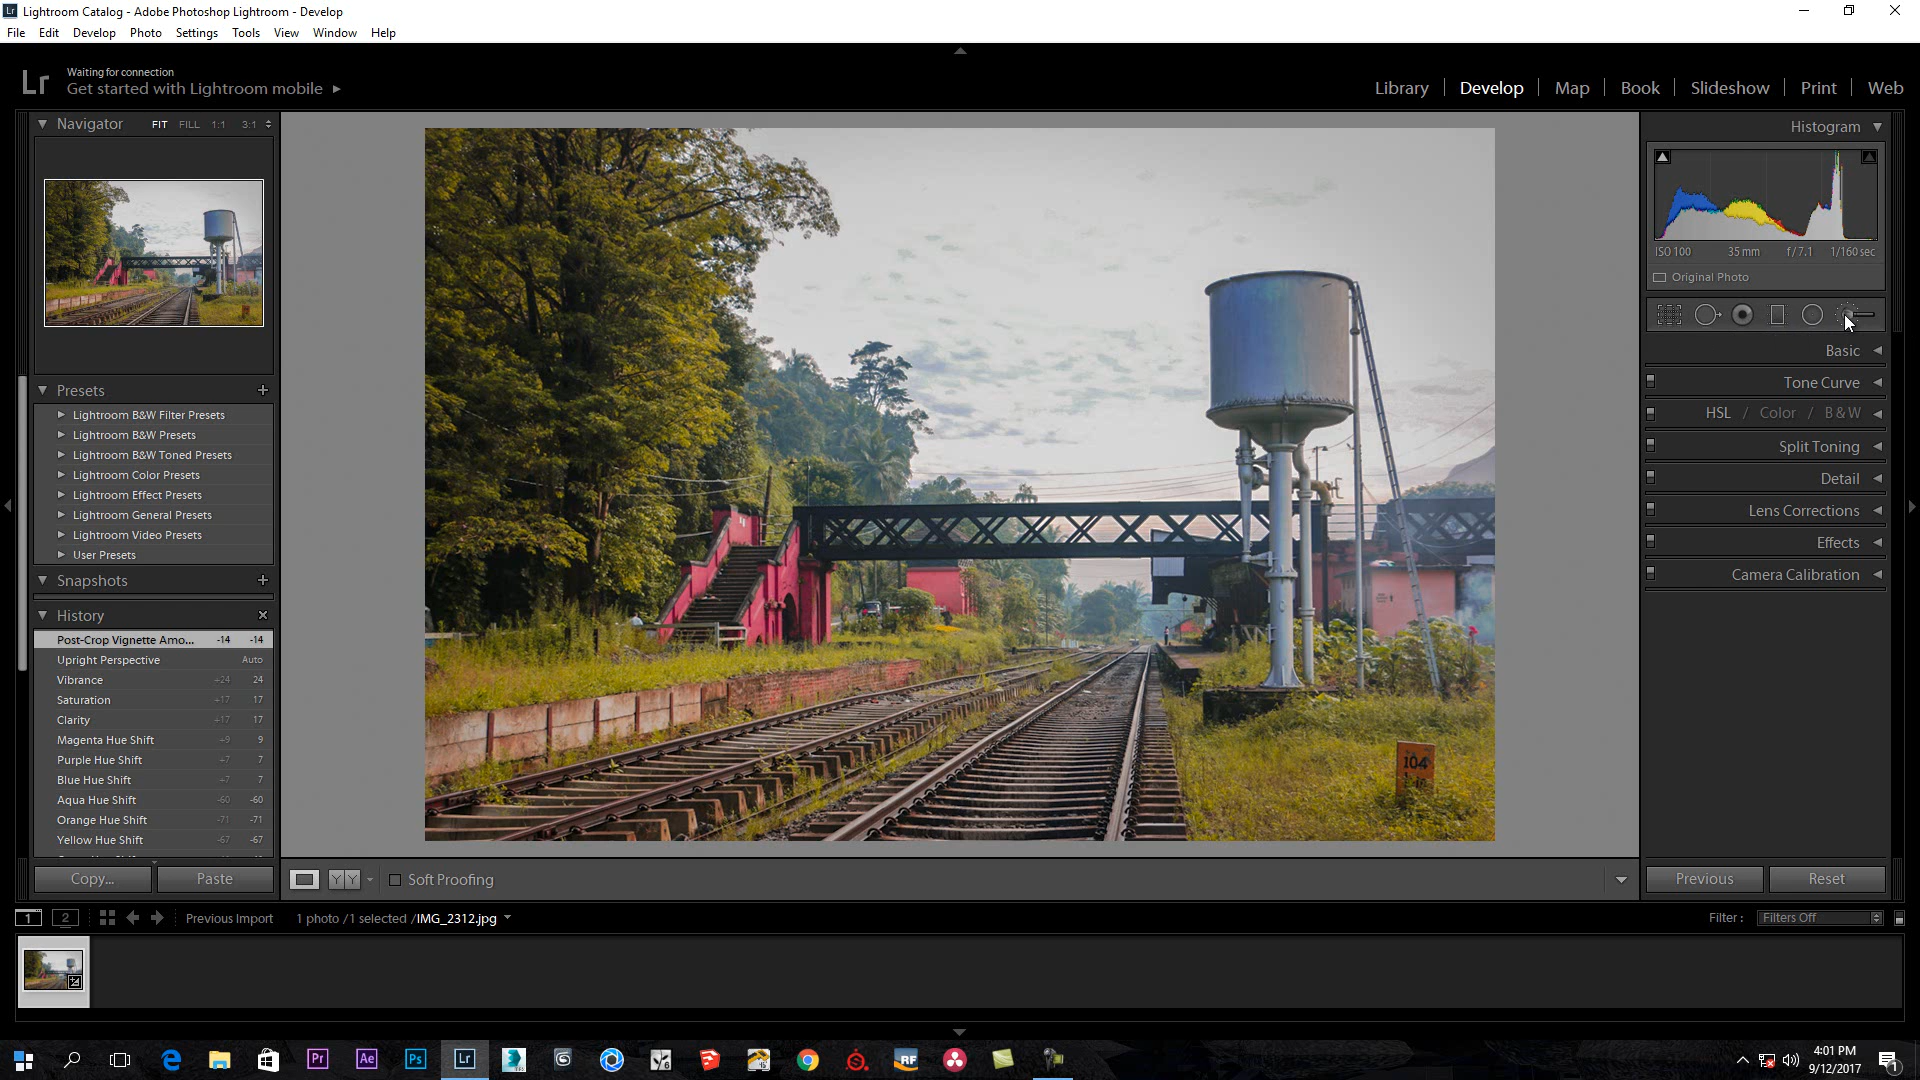 Lr Lightroom Catalog - Adobe Photoshop Lightroom - Develop
File Edit Develop Photo Settings Tools View Window Help
Lr Waiting for connection
Get started with Lightroom mobile
Library Develop Map Book Slideshow Print Web
Navigator FIT FILL 1:1 3:1
Presets
Lightroom B&W Filter Presets
Lightroom B&W Presets
Lightroom B&W Toned Presets
Lightroom Color Presets
Lightroom Effect Presets
Lightroom General Presets
Lightroom Video Presets
User Presets
Snapshots
History
Post-Crop Vignette Amo... -14 -14
Upright Perspective Auto
Vibrance +24 24
Saturation +17 17
Clarity +17 17
Magenta Hue Shift +9 9
Purple Hue Shift +7 7
Blue Hue Shift +7 7
Aqua Hue Shift -60 -60
Orange Hue Shift -71 -71
Yellow Hue Shift -67 -67
Copy... Paste
104
Soft Proofing
Histogram
ISO 100 35 mm f / 7.1 1/160 sec
Original Photo
Basic
Tone Curve
HSL / Color / B & W
Split Toning
Detail
Lens Corrections
Effects
Camera Calibration
Previous Reset
1 2 Previous Import 1 photo / 1 selected / IMG_2312.jpg Filter : Filters Off
Pr Ae Ps Lr RF
4:01 PM
9/12/2017
1